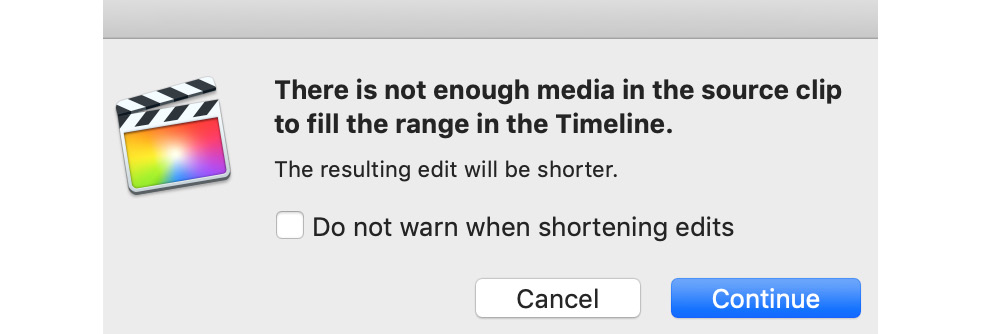 There is not enough media in the source clip
to fill the range in the Timeline.
The resulting edit will be shorter.
Do not warn when shortening edits
Cancel
Continue